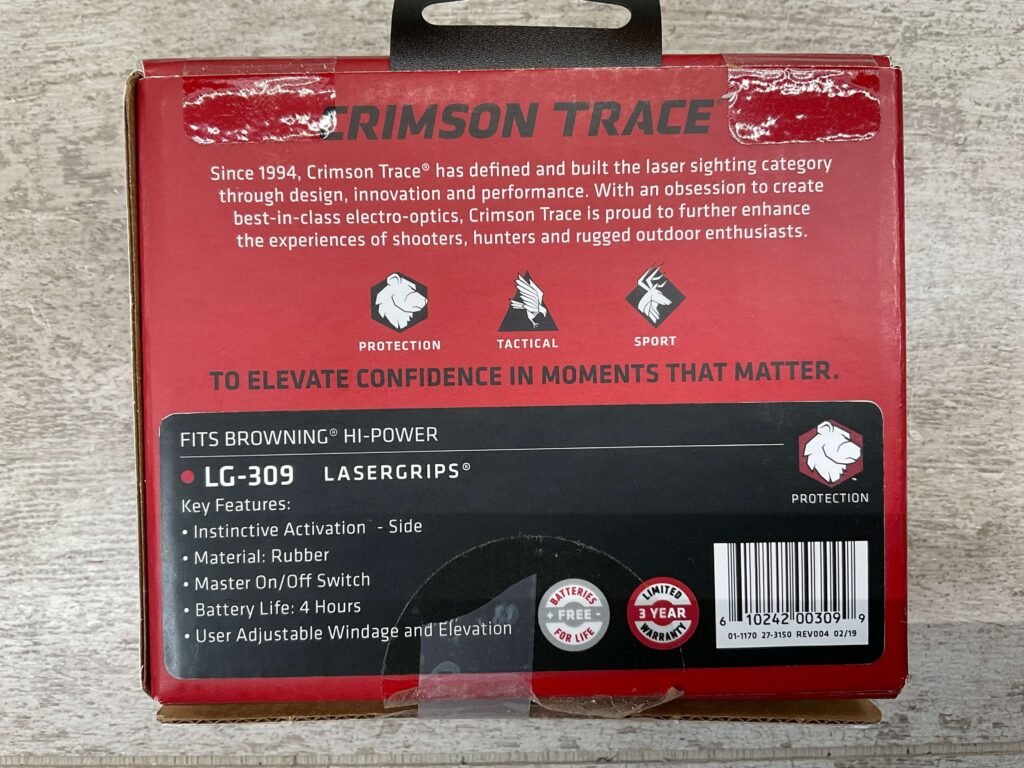 CRIMSON TRACE
Since 1994, Crimson Trace® has defined and built the laser sighting category
through design, innovation and performance. With an obsession to create
best-in-class electro-optics, Crimson Trace is proud to further enhance
the experiences of shooters, hunters and rugged outdoor enthusiasts.
PROTECTION
TACTICAL
SPORT
TO ELEVATE CONFIDENCE IN MOMENTS THAT MATTER.
FITS BROWNING® HI-POWER
• LG-309 LASERGRIPS®
PROTECTION
Key Features:
• Instinctive Activation - Side
• Material: Rubber
• Master On/Off Switch
• Battery Life: 4 Hours
• User Adjustable Windage and Elevation
BATTERIES
+ FREE -
FOR LIFE
LIMITED
3 YEAR
WARRANTY
6 10242 00309 9
01-1170 27-3150 REV004 02/19